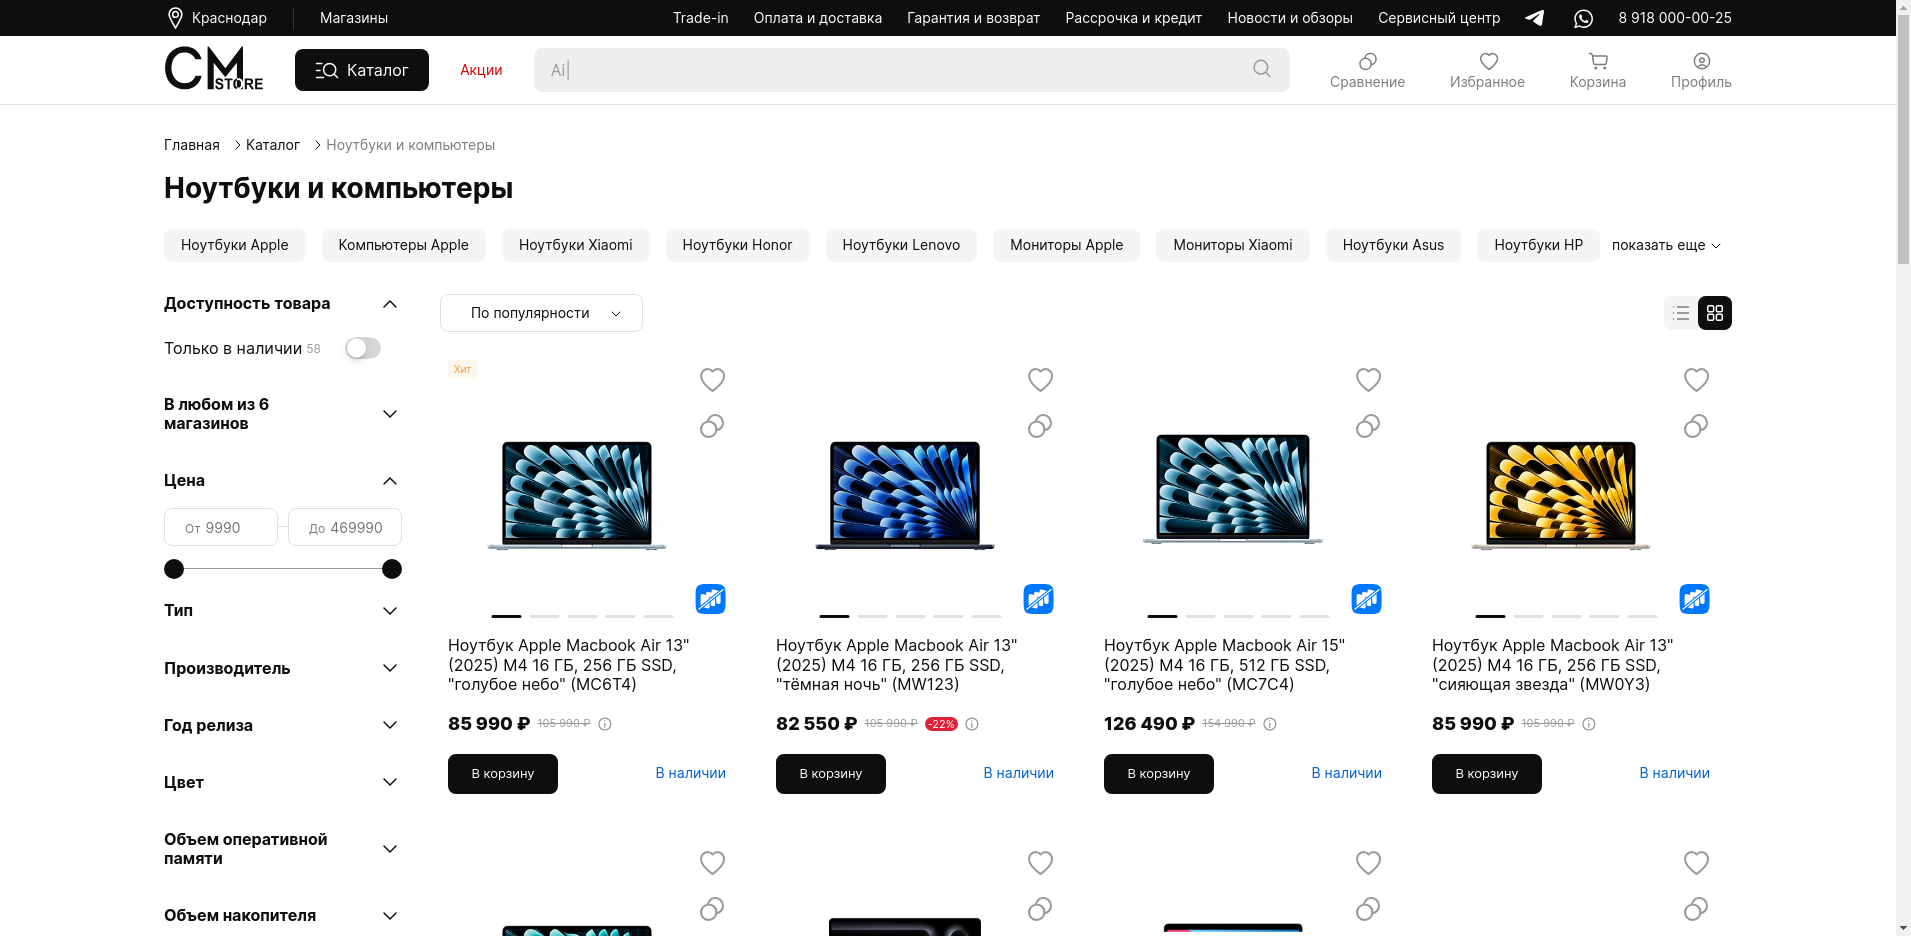 Краснодар Магазины Trade-in Оплата и доставка Гарантия и возврат Рассрочка и кредит Новости и обзоры Сервисный центр 8 918 000-00-25
CM STORE Каталог Акции Ai| Сравнение Избранное Корзина Профиль
Главная Каталог Ноутбуки и компьютеры
Ноутбуки и компьютеры
Ноутбуки Apple Компьютеры Apple Ноутбуки Xiaomi Ноутбуки Honor Ноутбуки Lenovo Мониторы Apple Мониторы Xiaomi Ноутбуки Asus Ноутбуки HP показать еще
Доступность товара
Только в наличии 58
В любом из 6
магазинов
Цена
От 9990 До 469990
Тип
Производитель
Год релиза
Цвет
Объем оперативной
памяти
Объем накопителя
По популярности
Хит
Ноутбук Apple Macbook Air 13"
(2025) M4 16 ГБ, 256 ГБ SSD,
"голубое небо" (MC6T4)
85 990 ₽ 105 990 ₽
В корзину В наличии
Ноутбук Apple Macbook Air 13"
(2025) M4 16 ГБ, 256 ГБ SSD,
"тёмная ночь" (MW123)
82 550 ₽ 105 990 ₽ -22%
В корзину В наличии
Ноутбук Apple Macbook Air 15"
(2025) M4 16 ГБ, 512 ГБ SSD,
"голубое небо" (MC7C4)
126 490 ₽ 154 990 ₽
В корзину В наличии
Ноутбук Apple Macbook Air 13"
(2025) M4 16 ГБ, 256 ГБ SSD,
"сияющая звезда" (MW0Y3)
85 990 ₽ 105 990 ₽
В корзину В наличии